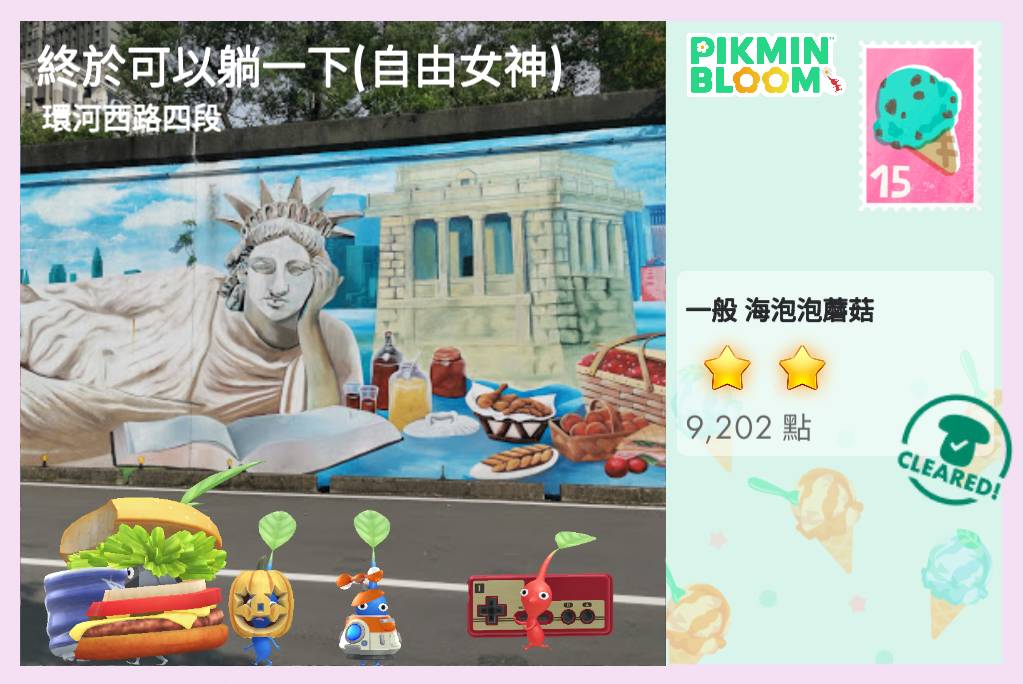 終於可以躺一下(自由女神)
環河西路四段
PIKMIN
BLOOM
15
一般 海泡泡蘑菇
9,202 點
CLEARED!
1
B
A